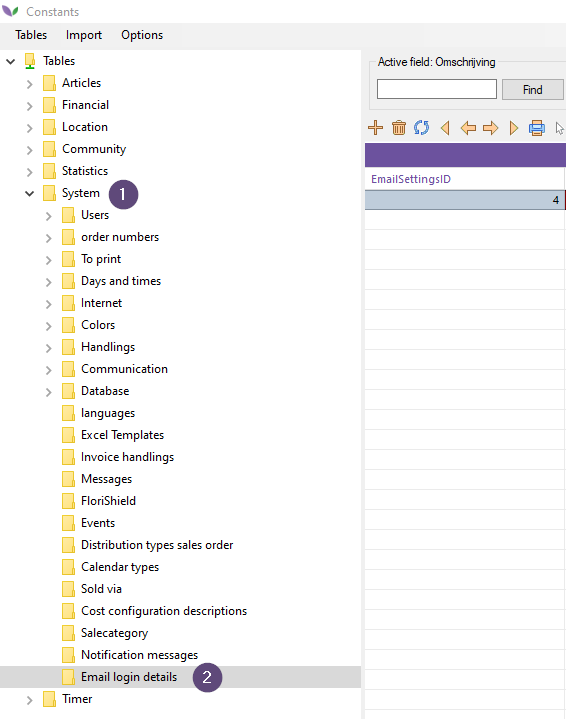 Constants
Tables Import Options
Tables
Articles
Financial
Location
Community
Statistics
System 1
Users
order numbers
To print
Days and times
Internet
Colors
Handlings
Communication
Database
languages
Excel Templates
Invoice handlings
Messages
FloriShield
Events
Distribution types sales order
Calendar types
Sold via
Cost configuration descriptions
Salecategory
Notification messages
Email login details 2
Timer
Active field: Omschrijving
Find
EmailSettingsID
4